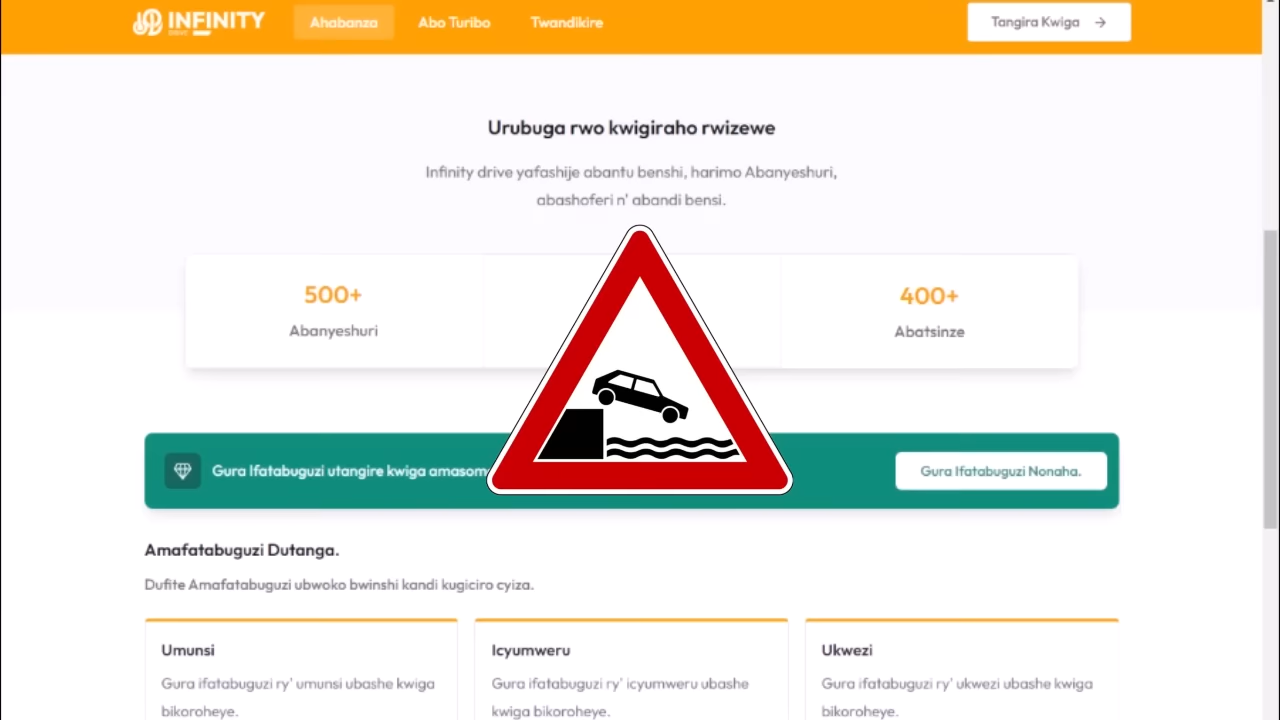 INFINITY
Ahabanza
Abo Turibo
Twandikire
Tangira Kwiga
Urubuga rwo kwigiraho rwizewe
Infinity drive yafashije abantu benshi, harimo Abanyeshuri,
abashoferi n' abandi bensi.
500+
Abanyeshuri
400+
Abatsinze
Gura Ifatabuguzi utangire kwiga
Gura Ifatabuguzi Nonaha.
Amafatabuguzi Dutanga.
Dufite Amafatabuguzi ubwoko bwinshi kandi kugiciro cyiza.
Umunsi
Gura ifatabuguzi ry' umunsi ubashe kwiga
bikoroheye.
Icyumweru
Gura ifatabuguzi ry' icyumweru ubashe
kwiga bikoroheye.
Ukwezi
Gura ifatabuguzi ry' ukwezi ubashe kwiga
bikoroheye.